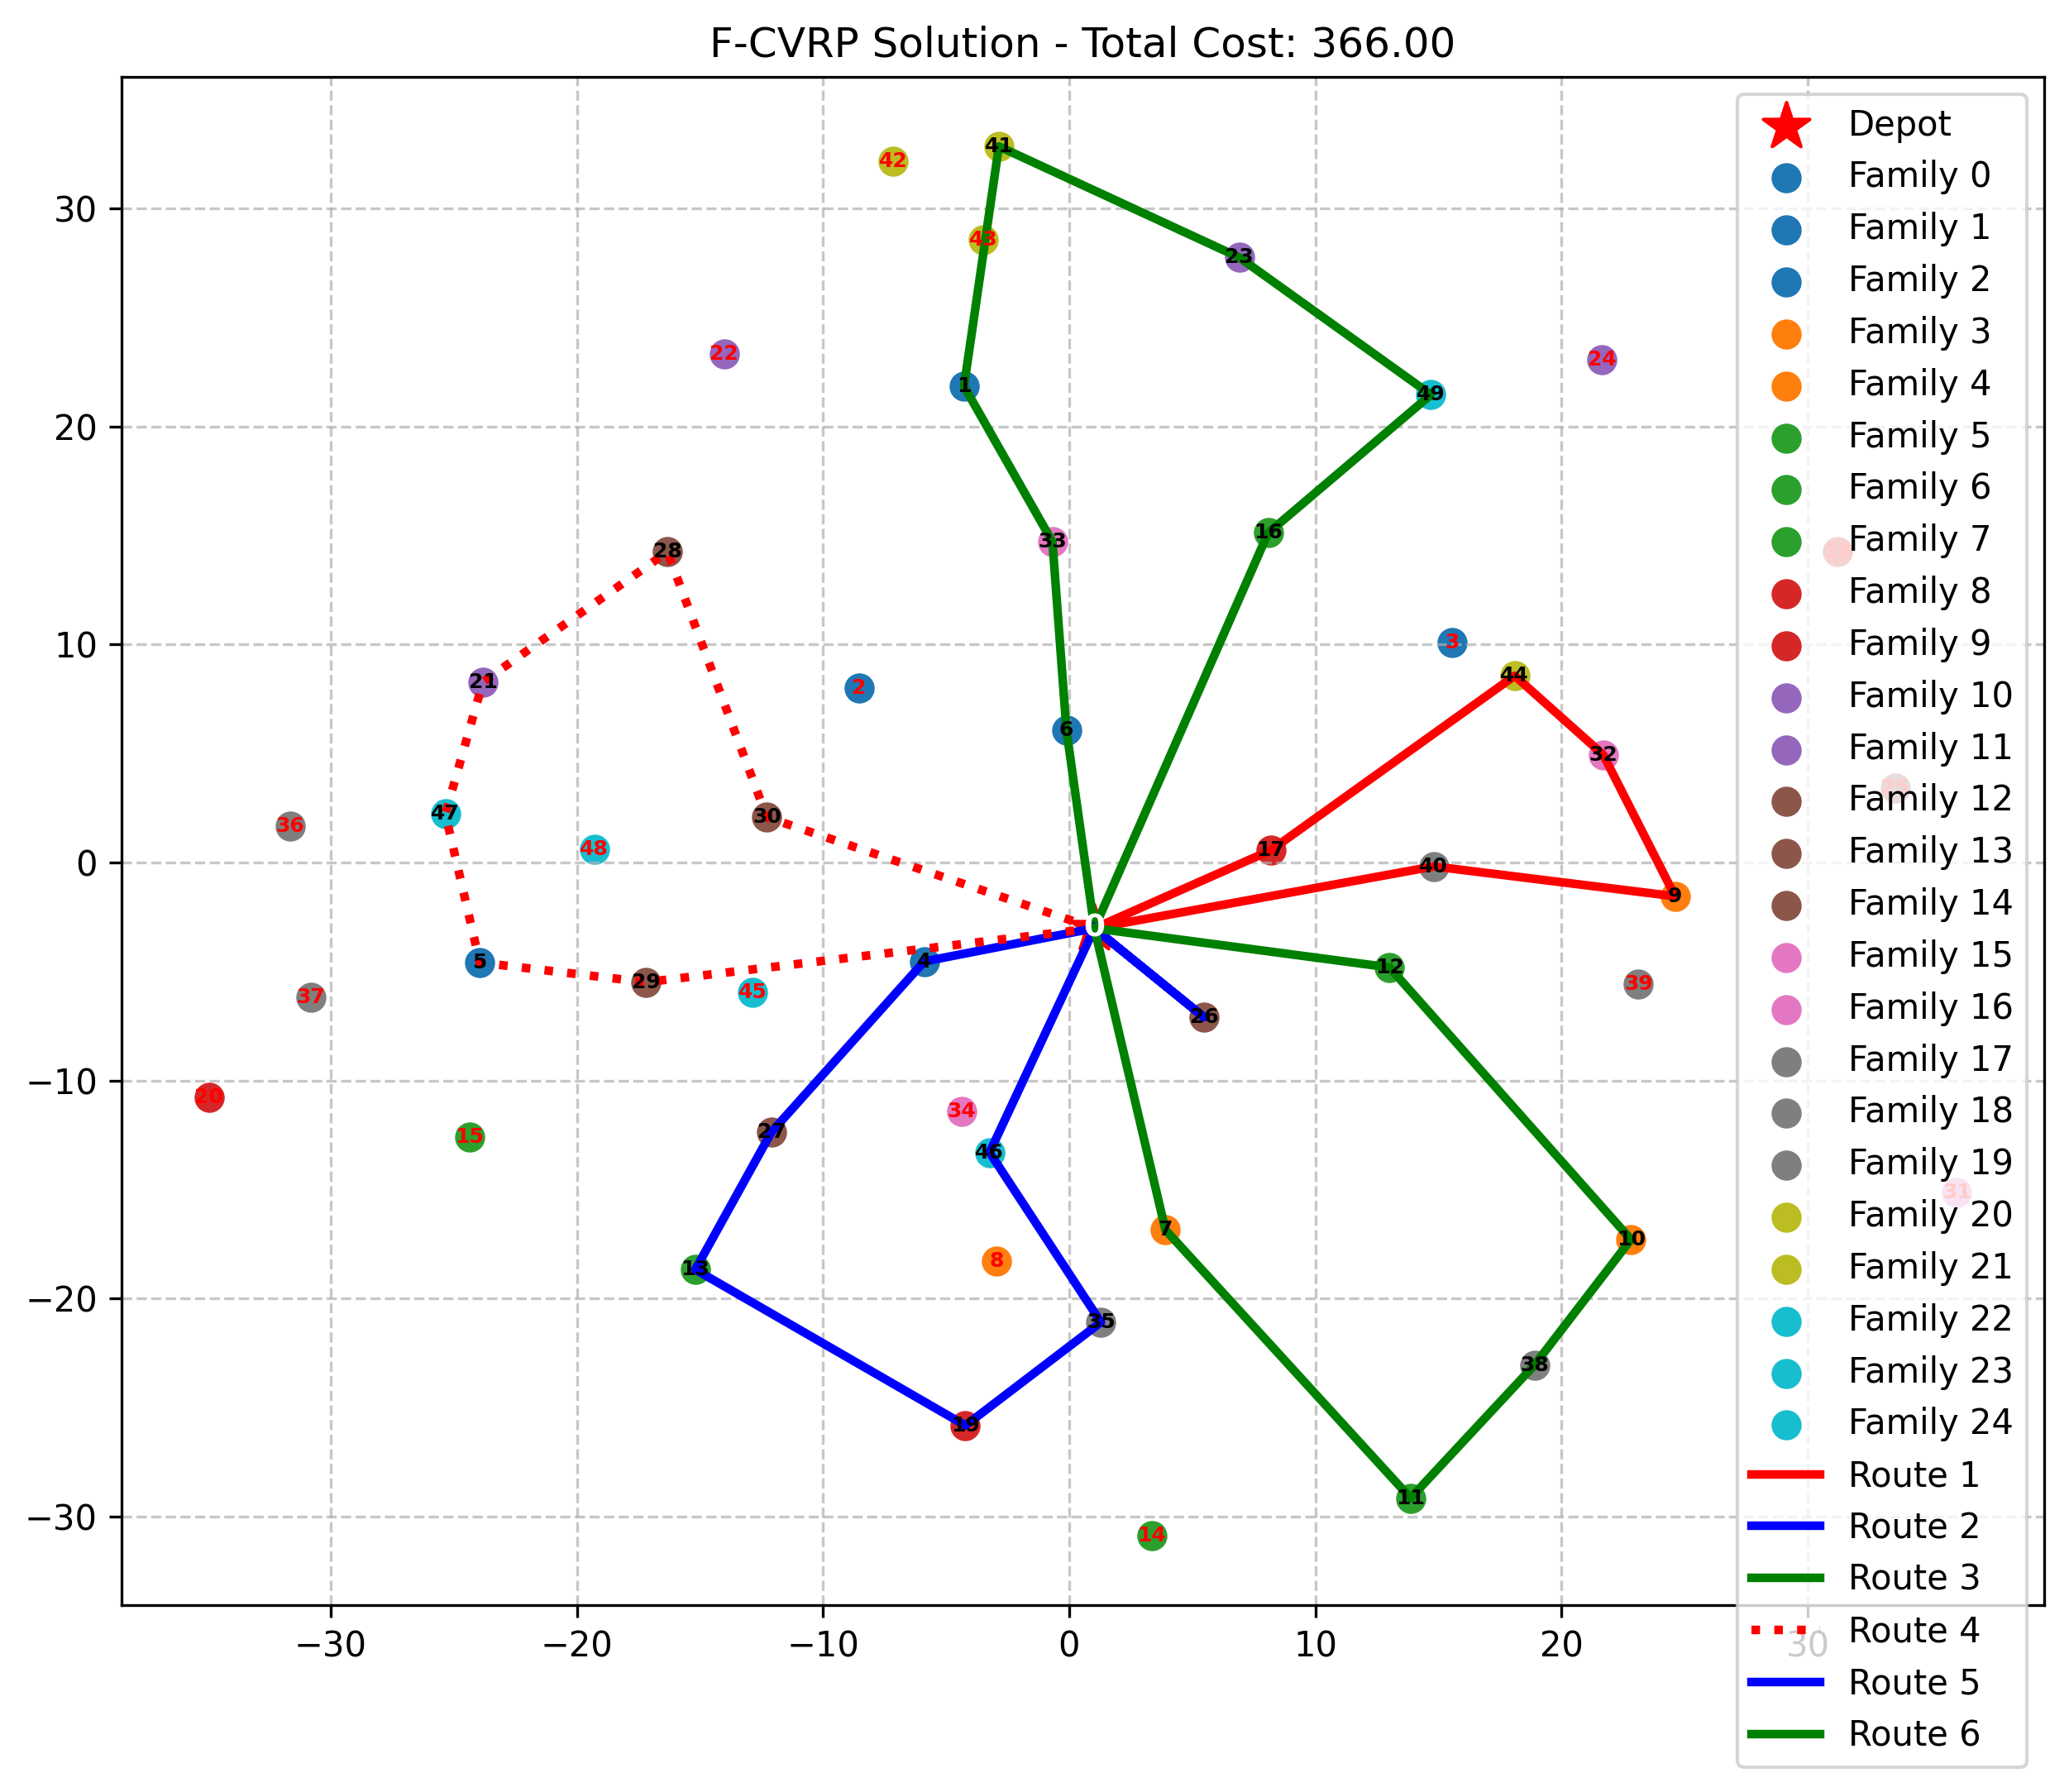 F-CVRP Solution - Total Cost: 366.00
Depot
Family 0
Family 1
Family 2
Family 3
Family 4
Family 5
Family 6
Family 7
Family 8
Family 9
Family 10
Family 11
Family 12
Family 13
Family 14
Family 15
Family 16
Family 17
Family 18
Family 19
Family 20
Family 21
Family 22
Family 23
Family 24
Route 1
Route 2
Route 3
Route 4
Route 5
Route 6
30
20
10
0
−10
−20
−30
−30
−20
−10
0
10
20
30
41
42
43
23
22
24
1
49
16
33
28
3
44
21
2
6
32
47
30
36
48
17
40
9
0
5
4
12
29
45
39
37
26
20
34
27
15
46
31
7
10
8
13
35
38
19
11
14